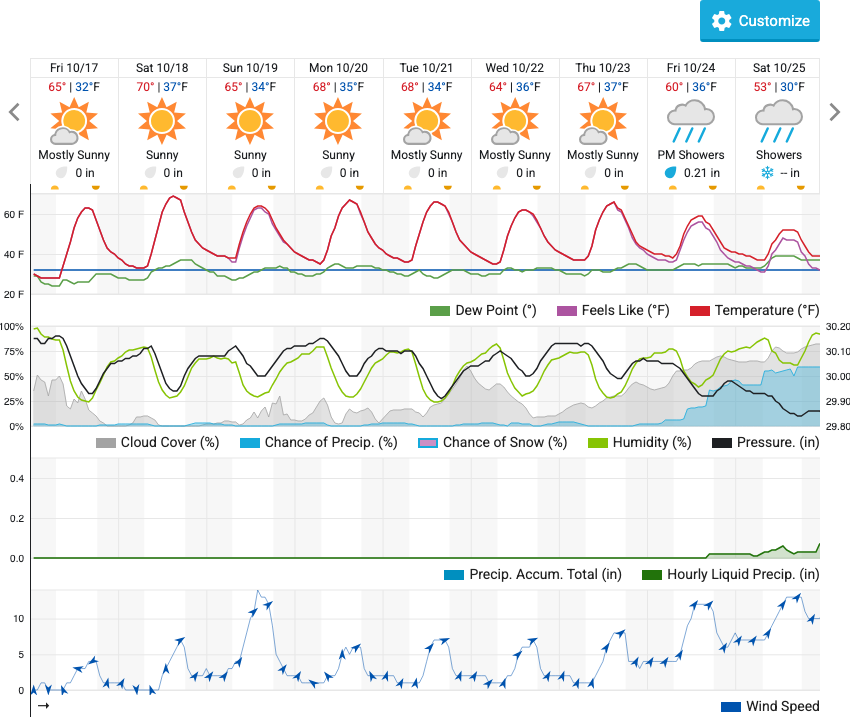 Customize
Fri 10/17 Sat 10/18 Sun 10/19 Mon 10/20 Tue 10/21 Wed 10/22 Thu 10/23 Fri 10/24 Sat 10/25
65° | 32°F 70° | 37°F 65° | 34°F 68° | 35°F 68° | 34°F 64° | 36°F 67° | 37°F 60° | 36°F 53° | 30°F
Mostly Sunny Sunny Sunny Sunny Mostly Sunny Mostly Sunny Mostly Sunny PM Showers Showers
0 in 0 in 0 in 0 in 0 in 0 in 0 in 0.21 in -- in
60 F
40 F
20 F
Dew Point (°) Feels Like (°F) Temperature (°F)
100% 30.20
75% 30.10
50% 30.00
25% 29.90
0% 29.80
Cloud Cover (%) Chance of Precip. (%) Chance of Snow (%) Humidity (%) Pressure. (in)
0.4
0.2
0.0
Precip. Accum. Total (in) Hourly Liquid Precip. (in)
10
5
0
Wind Speed